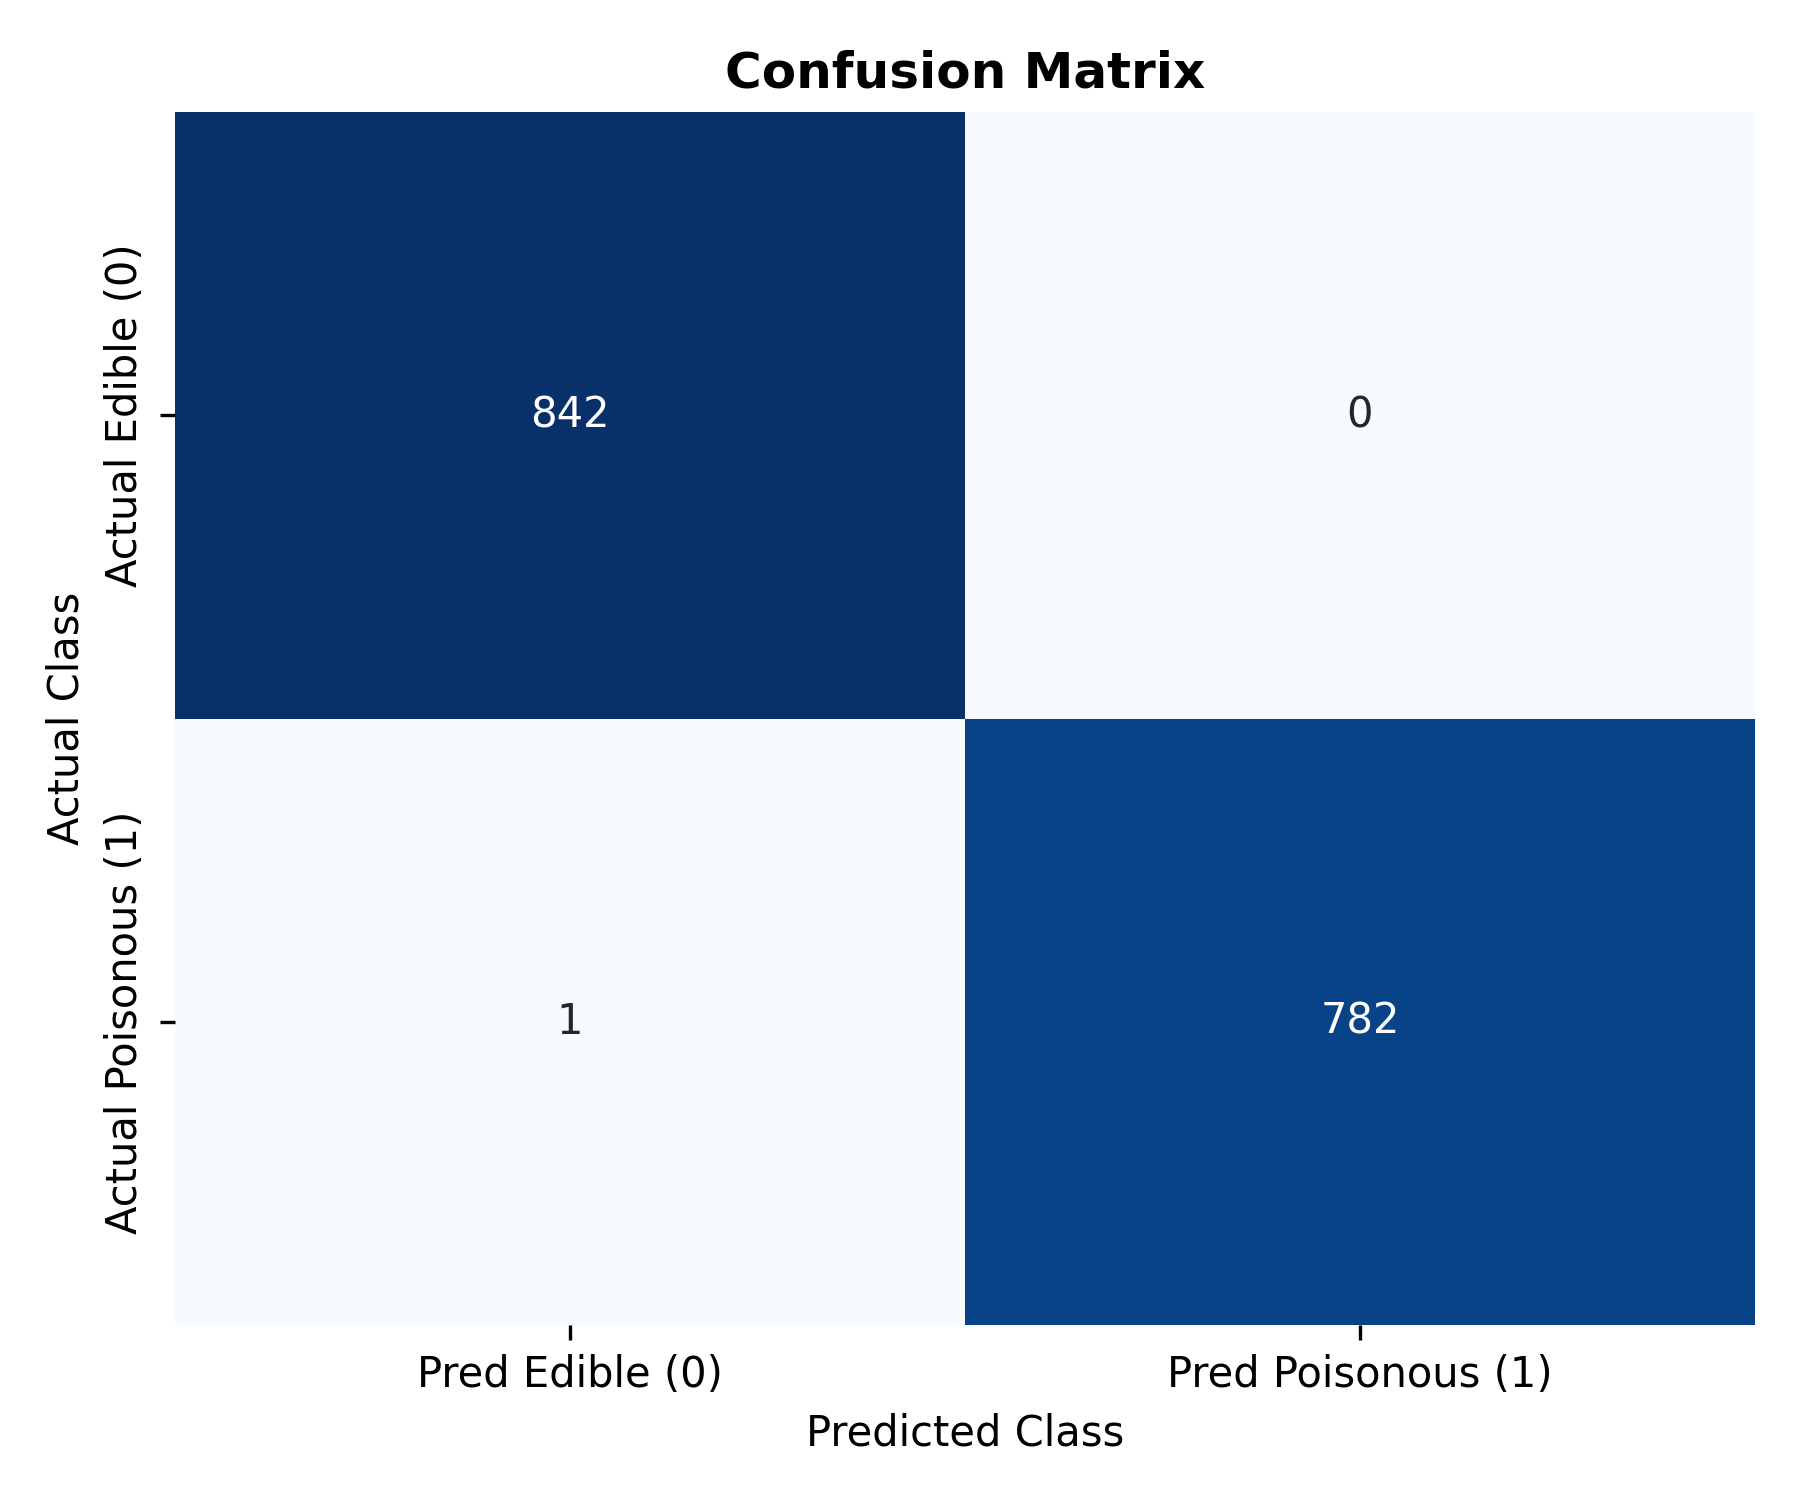 Confusion Matrix
Actual Class
Actual Edible (0)
842
0
Actual Poisonous (1)
1
782
Pred Edible (0)
Pred Poisonous (1)
Predicted Class